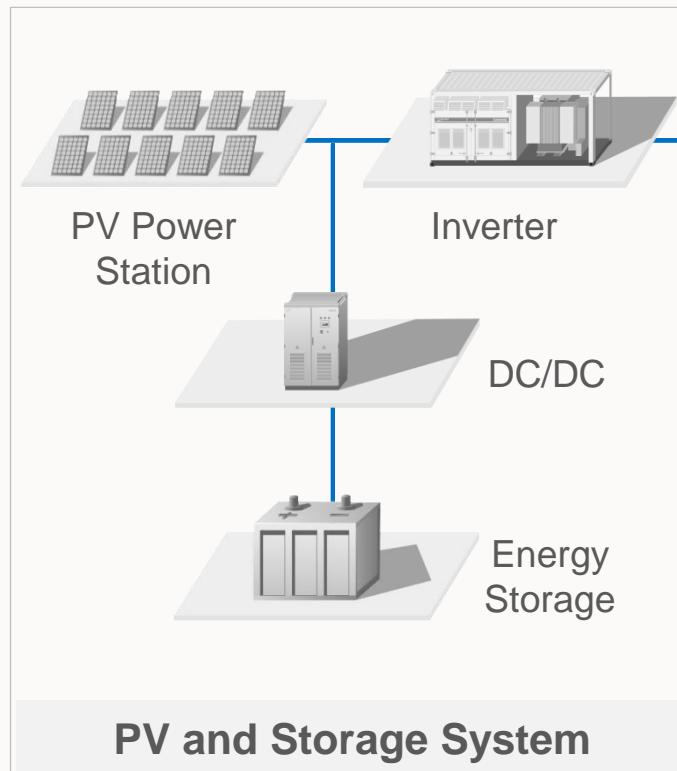 PV Power
Station
Inverter
DC/DC
Energy
Storage
PV and Storage System